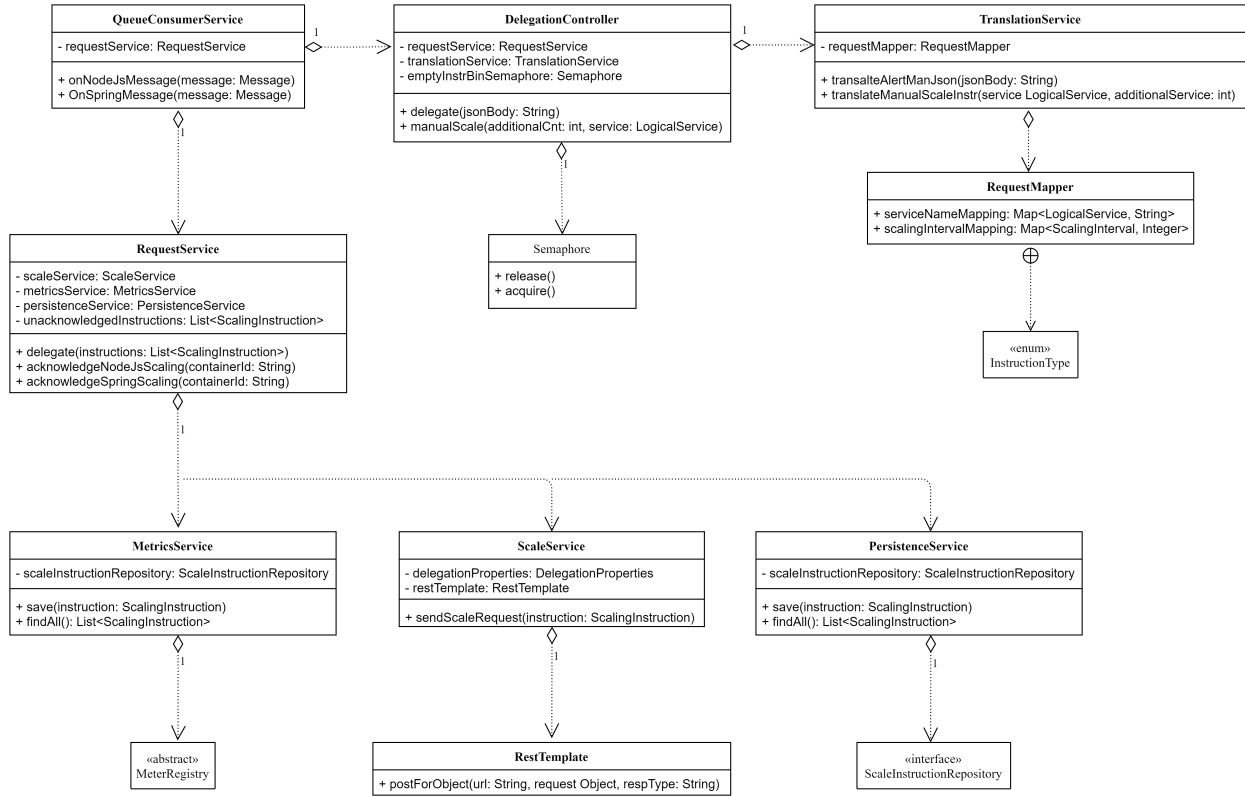 QueueConsumerService
- requestService: RequestService
+ onNodeJsMessage(message: Message)
+ OnSpringMessage(message: Message)
1
1
DelegationController
- requestService: RequestService
- translationService: TranslationService
- emptyInstrBinSemaphore: Semaphore
+ delegate(jsonBody: String)
+ manualScale(additionalCnt: int, service: LogicalService)
1
1
TranslationService
- requestMapper: RequestMapper
+ transalteAlertManJson(jsonBody: String)
+ translateManualScaleInstr(service LogicalService, additionalService: int)
RequestMapper
+ serviceNameMapping: Map<LogicalService, String>
+ scalingIntervalMapping: Map<ScalingInterval, Integer>
RequestService
- scaleService: ScaleService
- metricsService: MetricsService
- persistenceService: PersistenceService
- unacknowledgedInstructions: List<ScalingInstruction>
+ delegate(instructions: List<ScalingInstruction>)
+ acknowledgeNodeJsScaling(containerId: String)
+ acknowledgeSpringScaling(containerId: String)
1
Semaphore
+ release()
+ acquire()
«enum»
InstructionType
MetricsService
- scaleInstructionRepository: ScaleInstructionRepository
+ save(instruction: ScalingInstruction)
+ findAll(): List<ScalingInstruction>
1
ScaleService
- delegationProperties: DelegationProperties
- restTemplate: RestTemplate
+ sendScaleRequest(instruction: ScalingInstruction)
1
PersistenceService
- scaleInstructionRepository: ScaleInstructionRepository
+ save(instruction: ScalingInstruction)
+ findAll(): List<ScalingInstruction>
1
«abstract»
MeterRegistry
RestTemplate
+ postForObject(url: String, request Object, respType: String)
«interface»
ScaleInstructionRepository